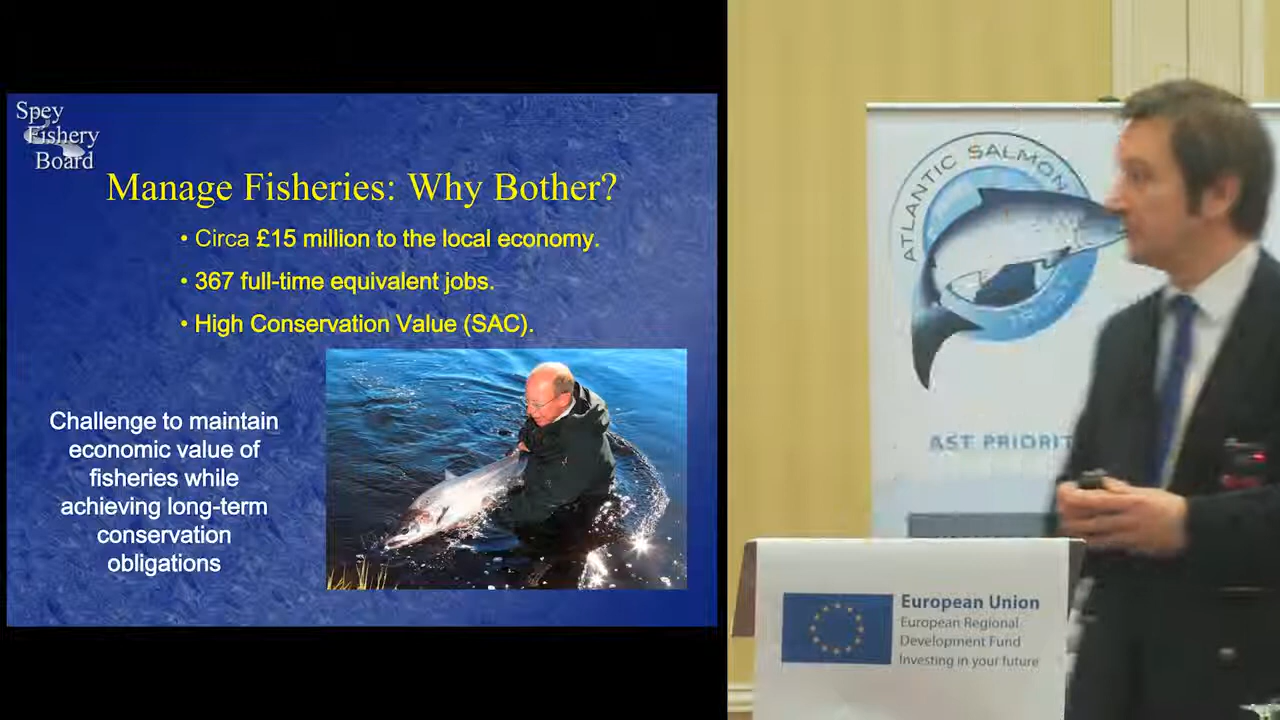 Spey
Fishery
Board
Manage Fisheries: Why Bother?
• Circa £15 million to the local economy.
• 367 full-time equivalent jobs.
• High Conservation Value (SAC).
Challenge to maintain
economic value of
fisheries while
achieving long-term
conservation
obligations
ATLANTIC SALMON
TRUST
AST PRIORIT
European Union
European Regional
Development Fund
Investing in your future